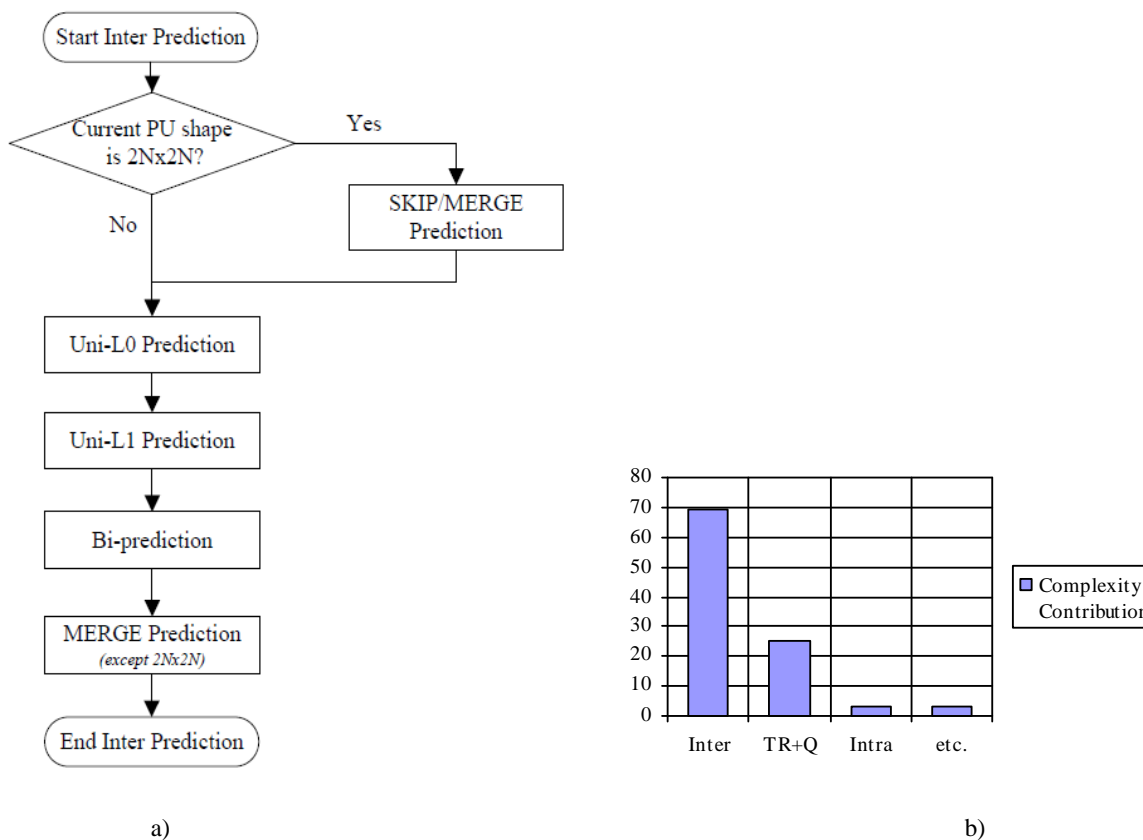 Start Inter Prediction
Current PU shape
is 2Nx2N?
Yes
No
SKIP/MERGE
Prediction
Uni-L0 Prediction
Uni-L1 Prediction
Bi-prediction
MERGE Prediction
(except 2Nx2N)
End Inter Prediction
a)
80
70
60
50
40
30
20
10
0
Inter TR+Q Intra etc.
Complexity
Contribution
b)